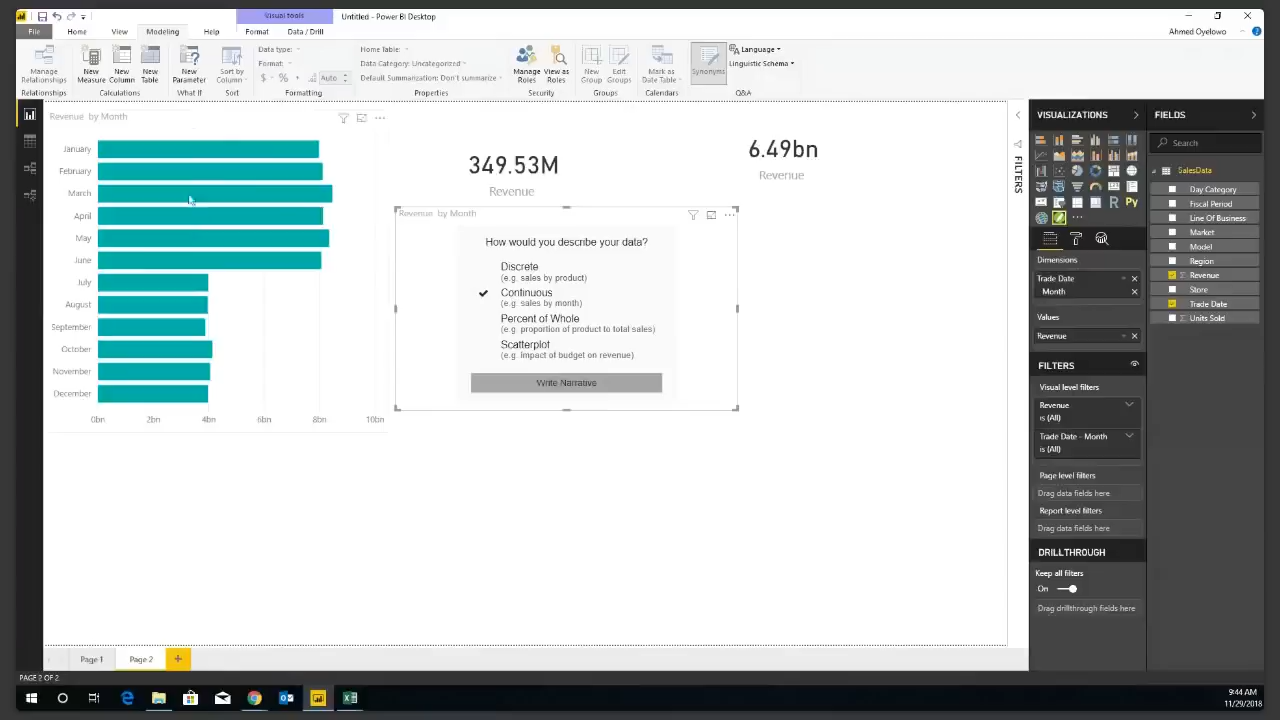 Visual tools
Untitled - Power BI Desktop
File
Home
View
Modeling
Help
Format
Data / Drill
Ahmed Oyelowo
Manage Relationships
Relationships
New Measure
New Column
New Table
Calculations
New Parameter
What If
Sort by Column
Sort
Data type:
Format:
$ % , Auto
Formatting
Home Table:
Data Category: Uncategorized
Default Summarization: Don't summarize
Properties
Manage Roles
View as Roles
Security
New Group
Edit Groups
Groups
Mark as Date Table
Calendars
Synonyms
Language
Linguistic Schema
Q&A
Revenue by Month
January
February
March
April
May
June
July
August
September
October
November
December
0bn 2bn 4bn 6bn 8bn 10bn
349.53M
Revenue
6.49bn
Revenue
Revenue by Month
How would you describe your data?
Discrete
(e.g. sales by product)
Continuous
(e.g. sales by month)
Percent of Whole
(e.g. proportion of product to total sales)
Scatterplot
(e.g. impact of budget on revenue)
Write Narrative
FILTERS
VISUALIZATIONS
R
Py
Dimensions
Trade Date
Month
Values
Revenue
FILTERS
Visual level filters
Revenue
is (All)
Trade Date - Month
is (All)
Page level filters
Drag data fields here
Report level filters
Drag data fields here
DRILLTHROUGH
Keep all filters
On
Drag drillthrough fields here
FIELDS
Search
SalesData
Day Category
Fiscal Period
Line Of Business
Market
Model
Region
Σ Revenue
Store
Trade Date
Σ Units Sold
Page 1
Page 2
PAGE 2 OF 2
9:44 AM
11/29/2018